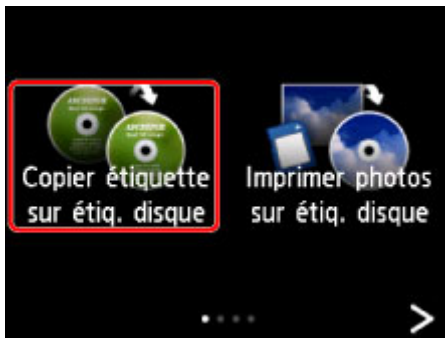 Copier étiquette
sur étiq. disque
Imprimer photos
sur étiq. disque